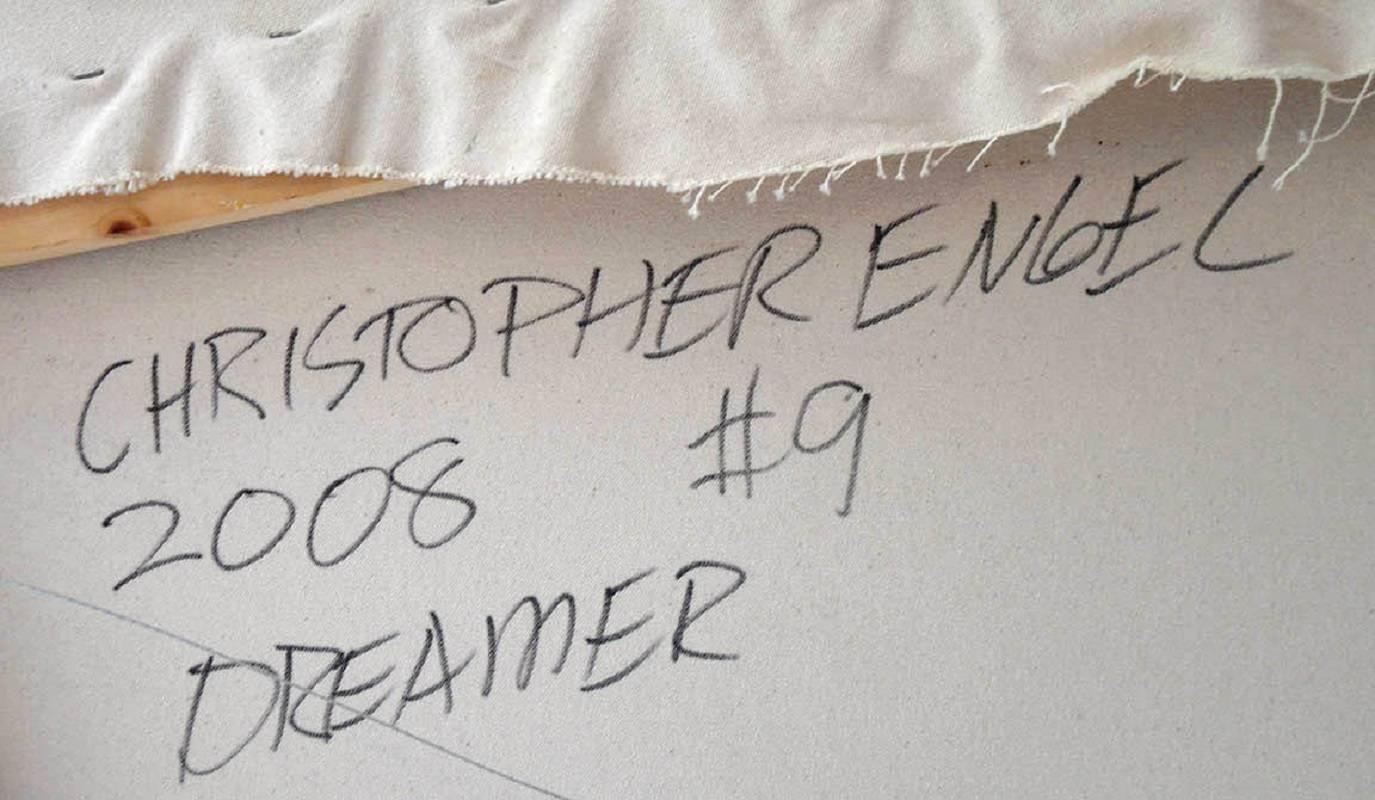 CHRISTOPHER ENGEL
2008 #9
DREAMER